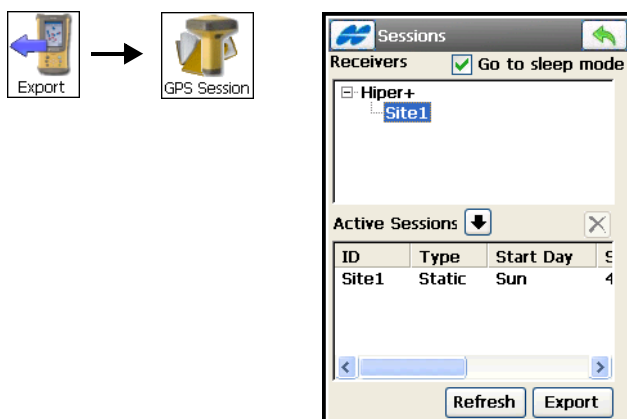 Export
GPS Session
Sessions
Receivers Go to sleep mode
Hiper+
Site1
Active Sessions
ID Type Start Day S
Site1 Static Sun 4
Refresh Export